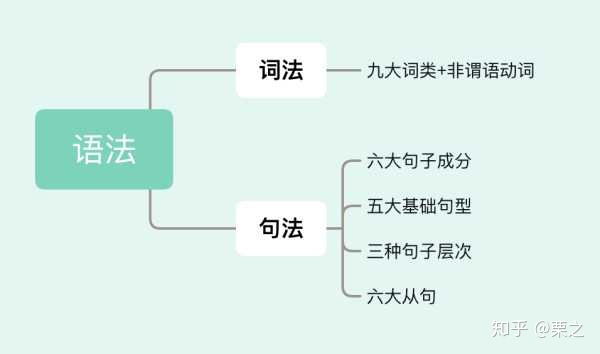 语法
词法
九大词类+非谓语动词
句法
六大句子成分
五大基础句型
三种句子层次
六大从句
知乎 @栗之